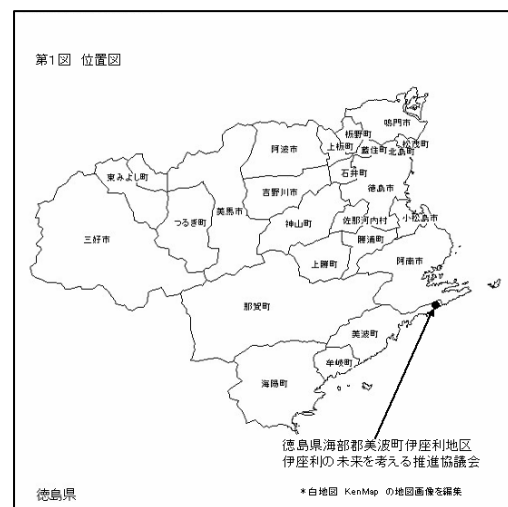 第1図 位置図
鳴門市
板野町
松茂町
上板町
藍住町
北島町
阿波市
石井町
東みよし町
吉野川市
徳島市
つるぎ町
美馬市
佐那河内村
小松島市
神山町
勝浦町
三好市
上勝町
阿南市
那賀町
美波町
牟岐町
海陽町
徳島県海部郡美波町伊座利地区
伊座利の未来を考える推進協議会
徳島県
*白地図 KenMap の地図画像を編集